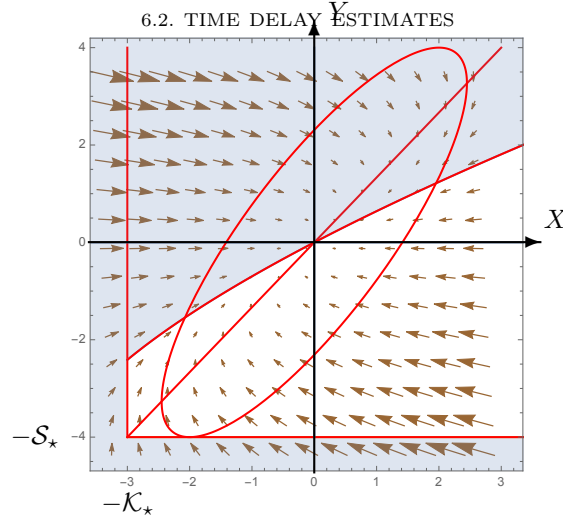 6.2. TIME DELAY ESTIMATES
Y
4
2
X
0
−2
−𝒮⋆
−4
−3 −2 −1 0 1 2 3
−𝒦⋆